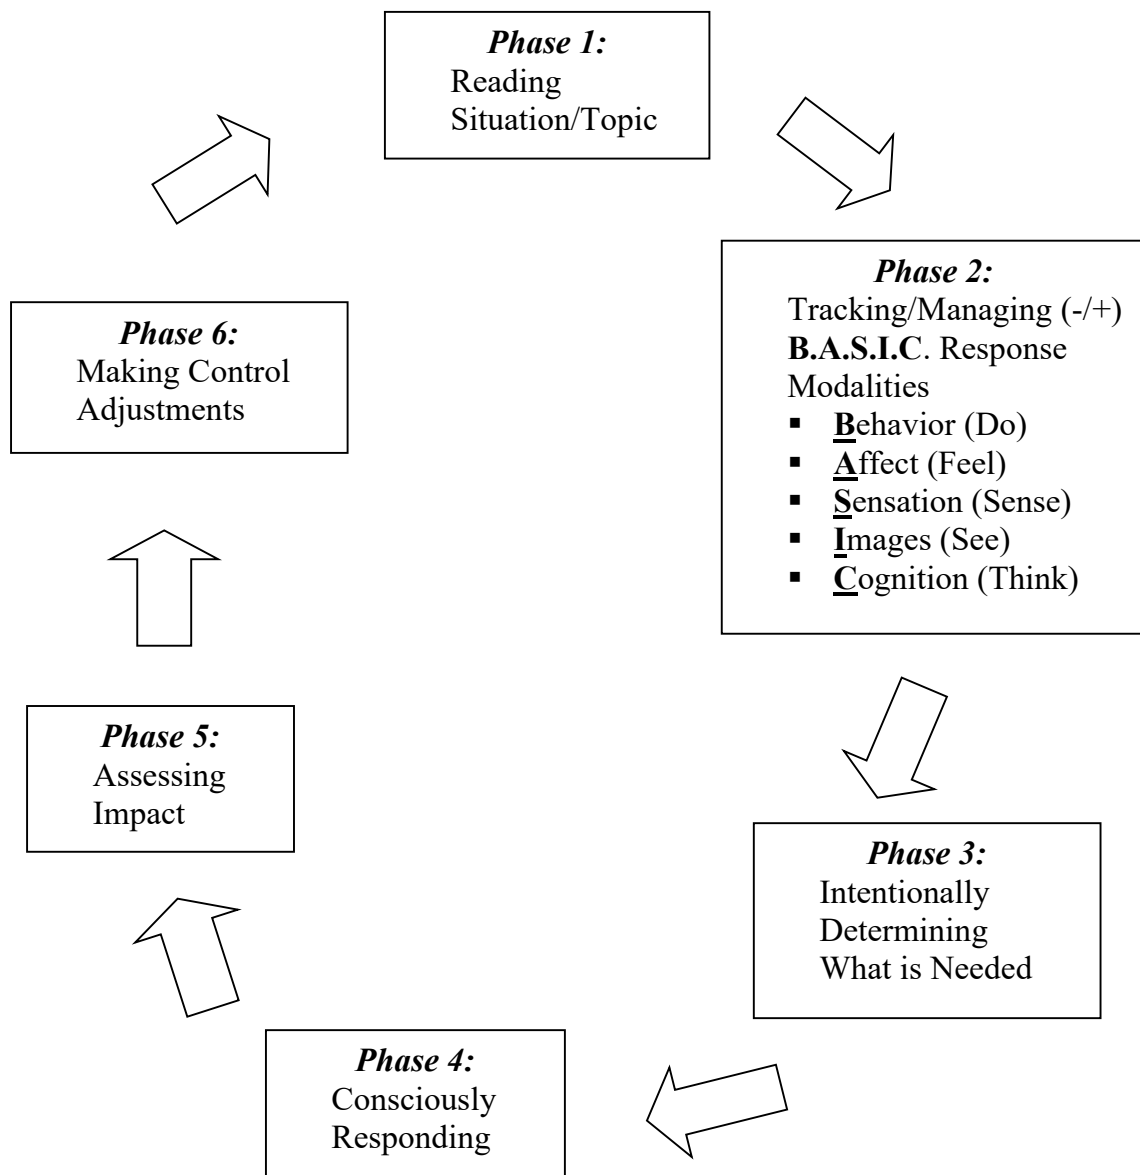 Phase 1:
Reading
Situation/Topic
Phase 2:
Tracking/Managing (-/+)
B.A.S.I.C. Response
Modalities
▪ Behavior (Do)
▪ Affect (Feel)
▪ Sensation (Sense)
▪ Images (See)
▪ Cognition (Think)
Phase 3:
Intentionally
Determining
What is Needed
Phase 4:
Consciously
Responding
Phase 5:
Assessing
Impact
Phase 6:
Making Control
Adjustments